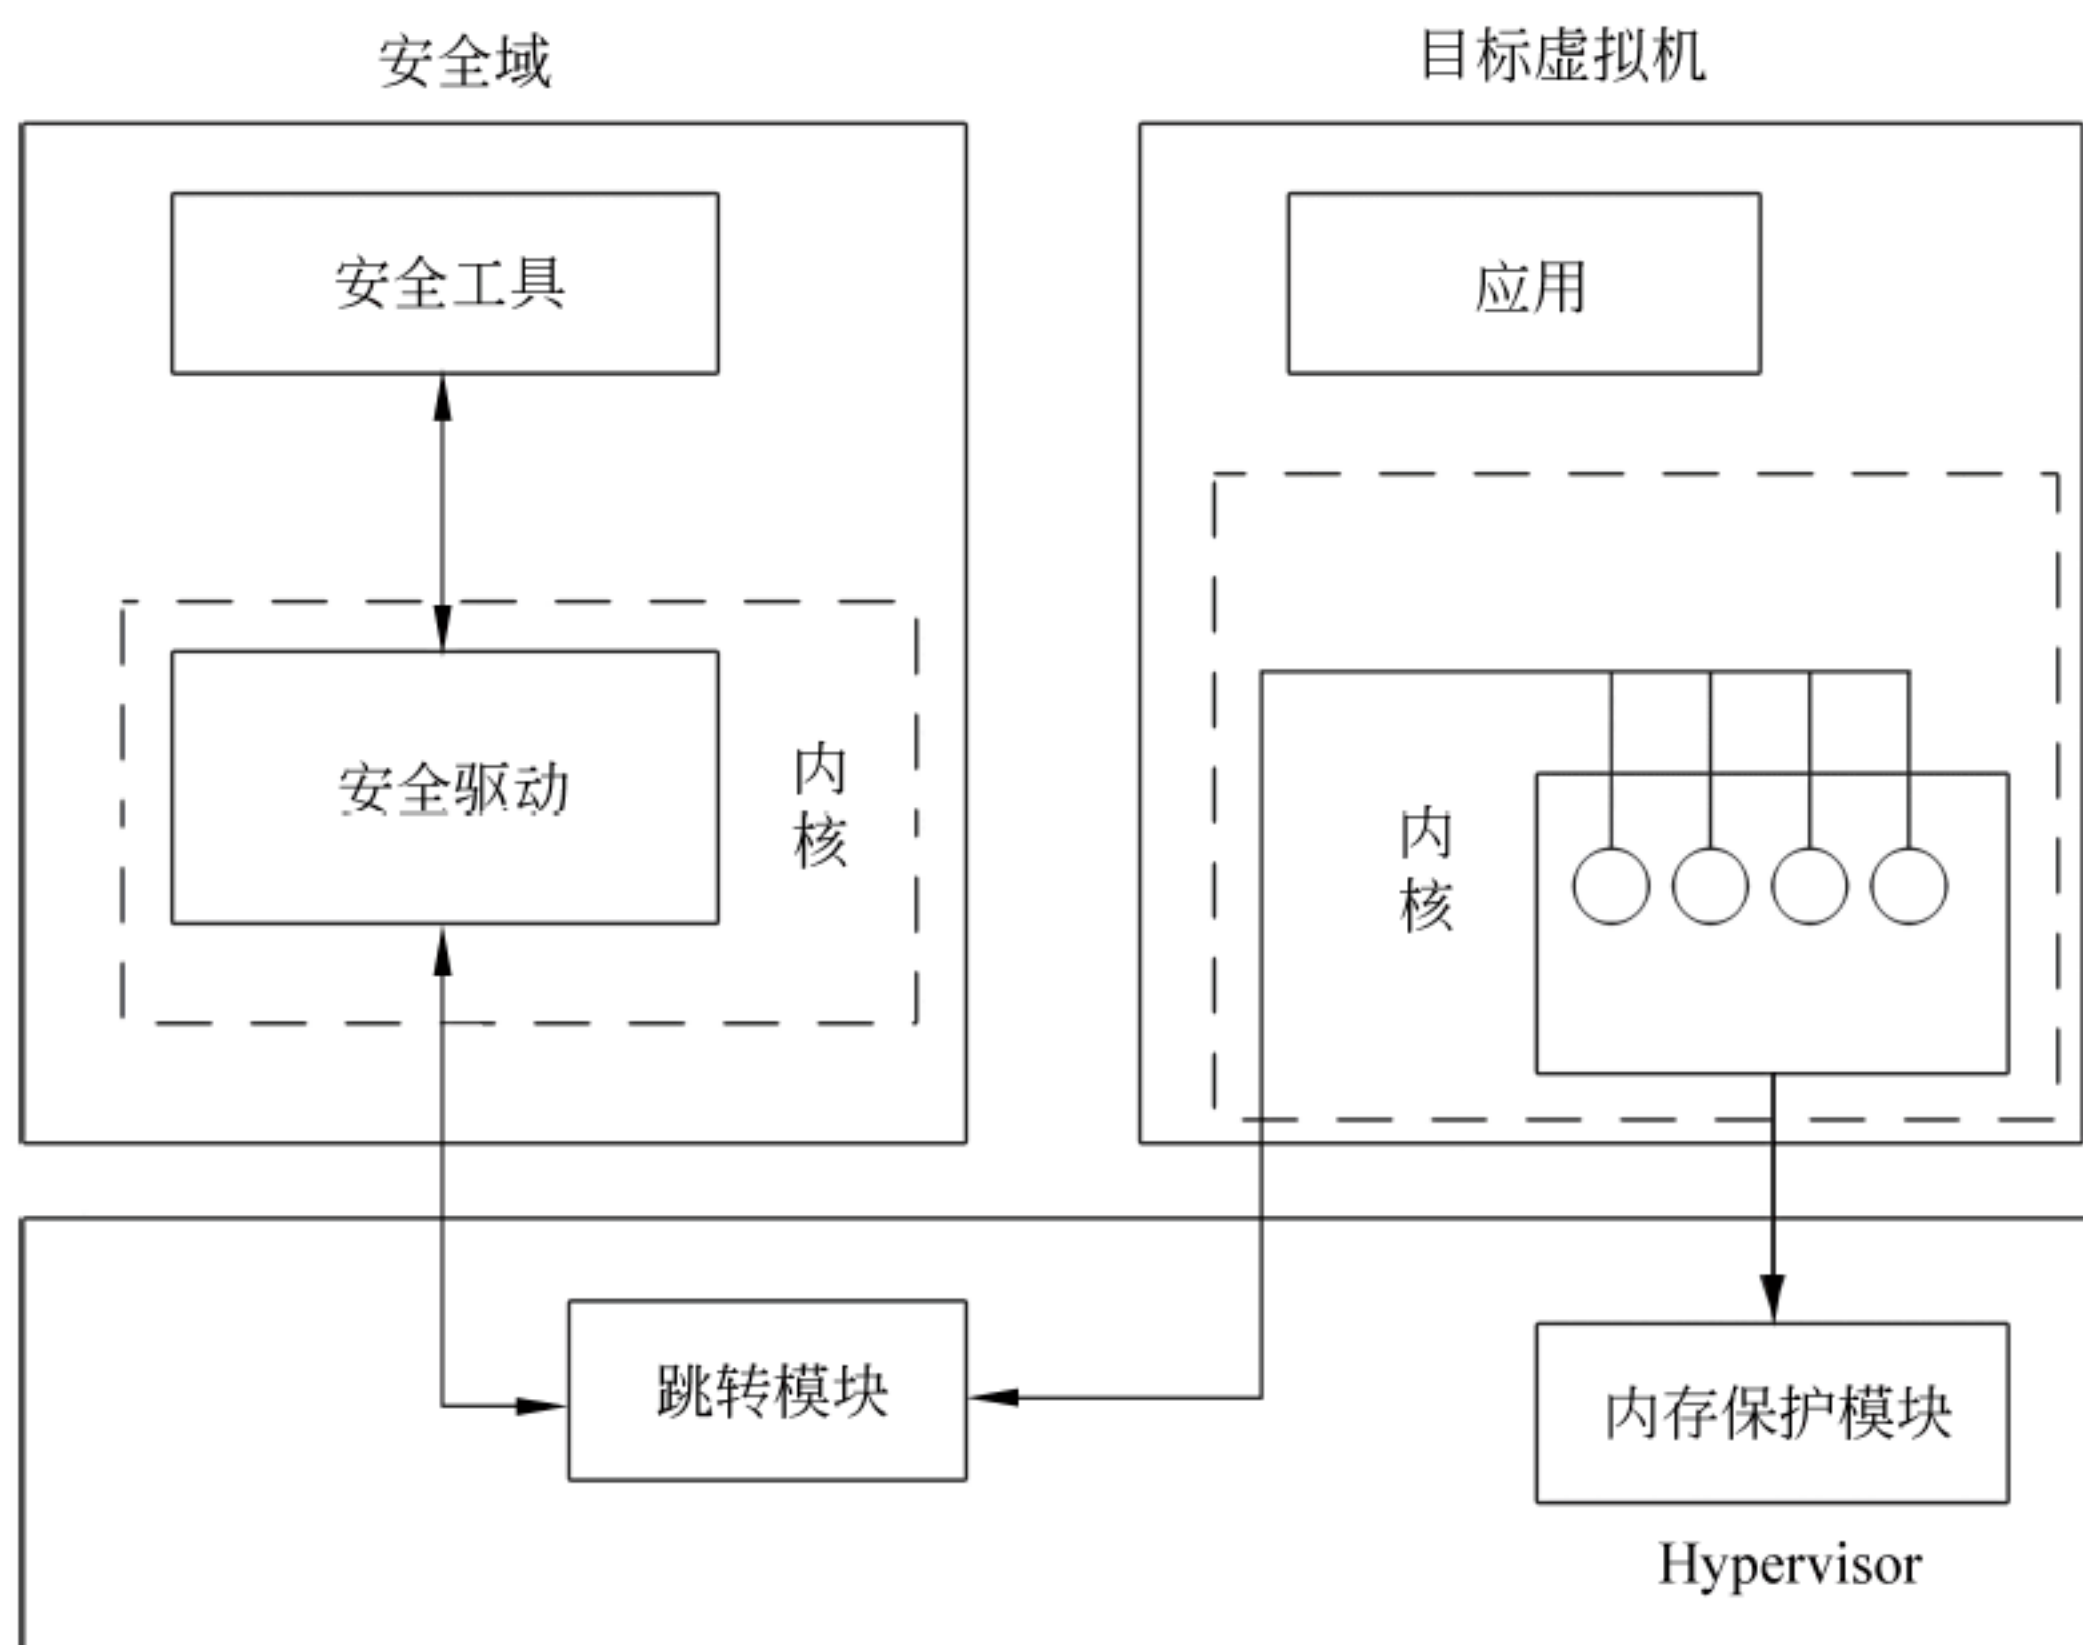 安全域
目标虚拟机
安全工具
应用
安全驱动
内
核
内
核
跳转模块
内存保护模块
Hypervisor